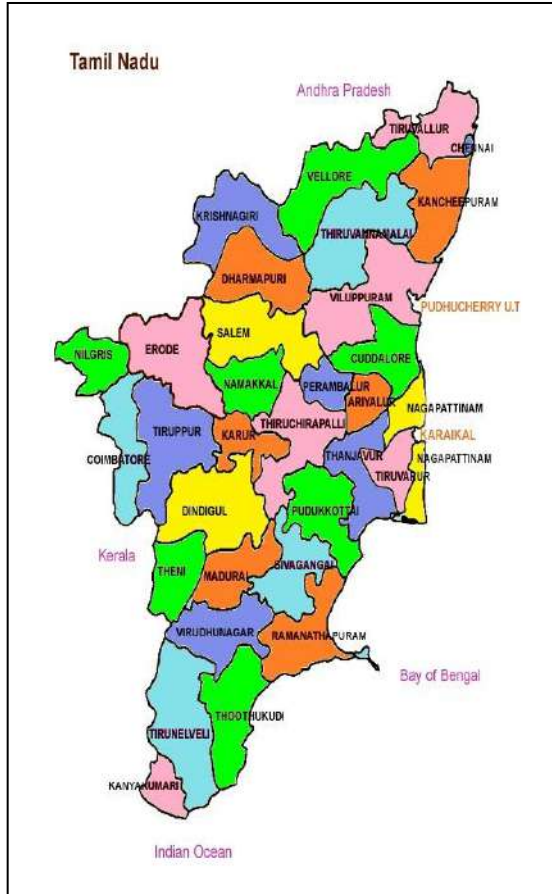 Tamil Nadu
Andhra Pradesh
TIRUVALLUR
CHENNAI
VELLORE
KANCHEEPURAM
KRISHNAGIRI
THIRUVANNAMALAI
DHARMAPURI
VILUPPURAM
PUDHUCHERRY U.T
SALEM
ERODE
NILGRIS
CUDDALORE
NAMAKKAL
PERAMBALUR
ARIYALUR
NAGAPATTINAM
TIRUPPUR
KARUR
THIRUCHIRAPALLI
KARAIKAL
COIMBATORE
THANJAVUR
NAGAPATTINAM
TIRUVARUR
DINDIGUL
PUDUKKOTTAI
Kerala
THENI
MADURAI
SIVAGANGAI
VIRUDHUNAGAR
RAMANATHAPURAM
Bay of Bengal
THOOTHUKUDI
TIRUNELVELI
KANYAKUMARI
Indian Ocean